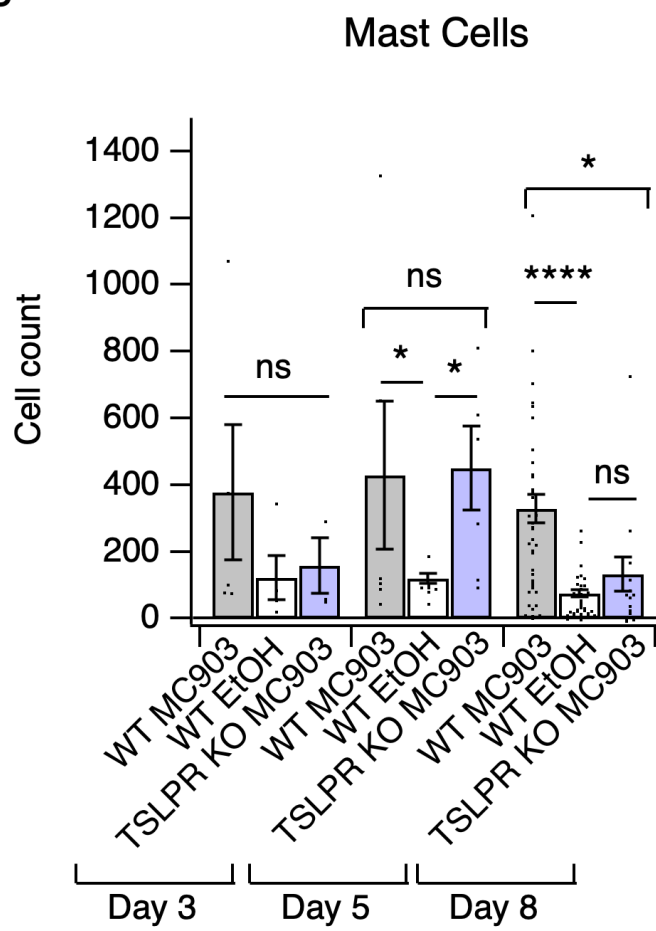 Mast Cells
Cell count
1400
1200
1000
800
600
400
200
0
ns
ns
*
*
*
****
ns
WT MC903
WT EtOH
TSLPR KO MC903
WT MC903
WT EtOH
TSLPR KO MC903
WT MC903
WT EtOH
TSLPR KO MC903
Day 3
Day 5
Day 8